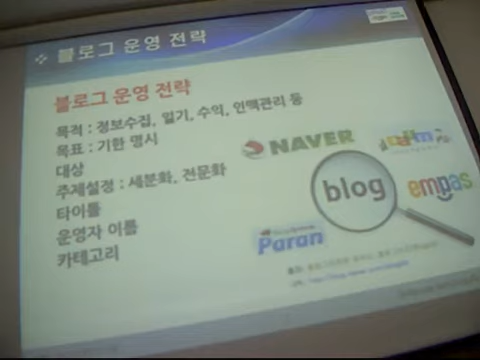 블로그 운영 전략
블로그 운영 전략
목적 : 정보수집, 일기, 수익, 인맥관리 등
목표 : 기한 명시
대상
주제설정 : 세분화, 전문화
타이틀
운영자 이름
카테고리
NAVER
blog
empas
Paran